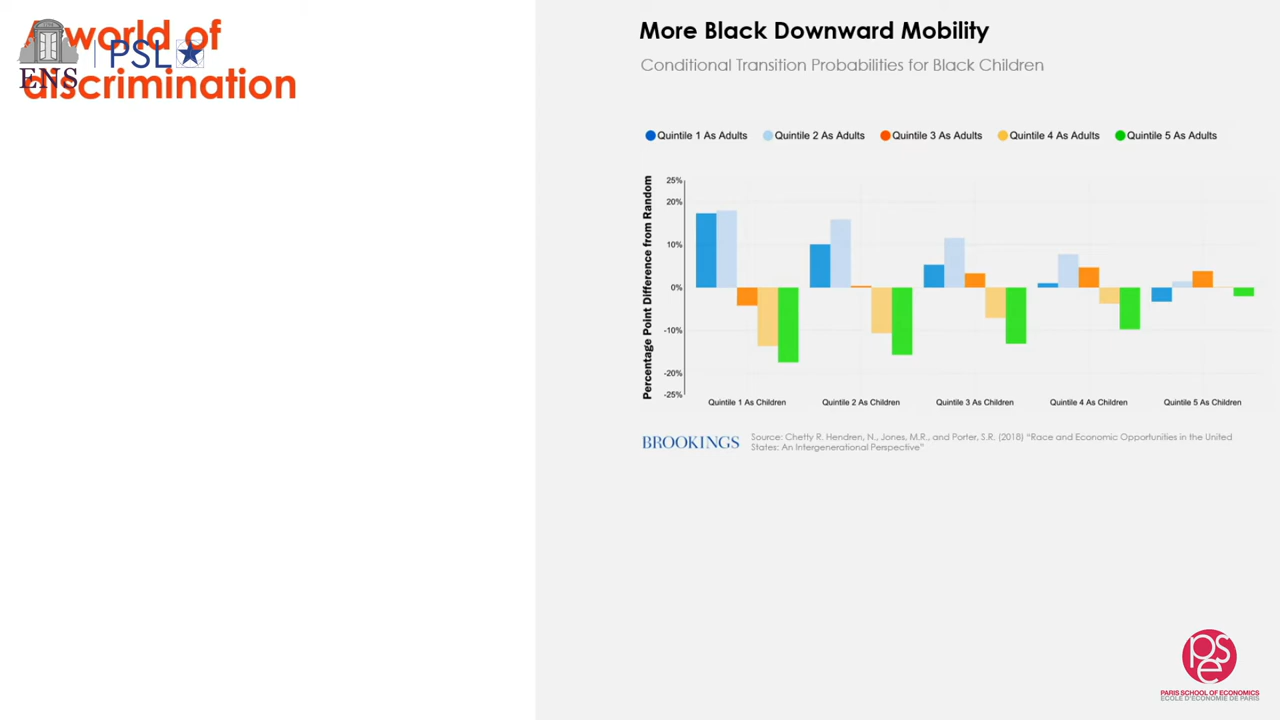 A world of
discrimination
ENS
PSL
More Black Downward Mobility
Conditional Transition Probabilities for Black Children
Quintile 1 As Adults Quintile 2 As Adults Quintile 3 As Adults Quintile 4 As Adults Quintile 5 As Adults
Percentage Point Difference from Random
25%
20%
10%
0%
-10%
-20%
-25%
Quintile 1 As Children Quintile 2 As Children Quintile 3 As Children Quintile 4 As Children Quintile 5 As Children
BROOKINGS
Source: Chetty R. Hendren, N., Jones, M.R., and Porter, S.R. (2018) “Race and Economic Opportunities in the United
States: An Intergenerational Perspective”
pse
PARIS SCHOOL OF ECONOMICS
ECOLE D'ECONOMIE DE PARIS